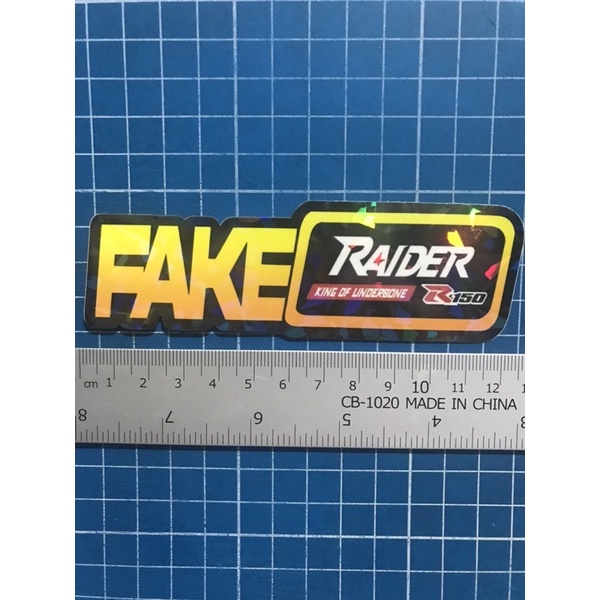 FAKE
RAIDER
KING OF UNDERBONE R150
cm 1 2 3 4 5 6 7 8 9 10 11 12 1
CB-1020 MADE IN CHINA
8 7 6 5 4